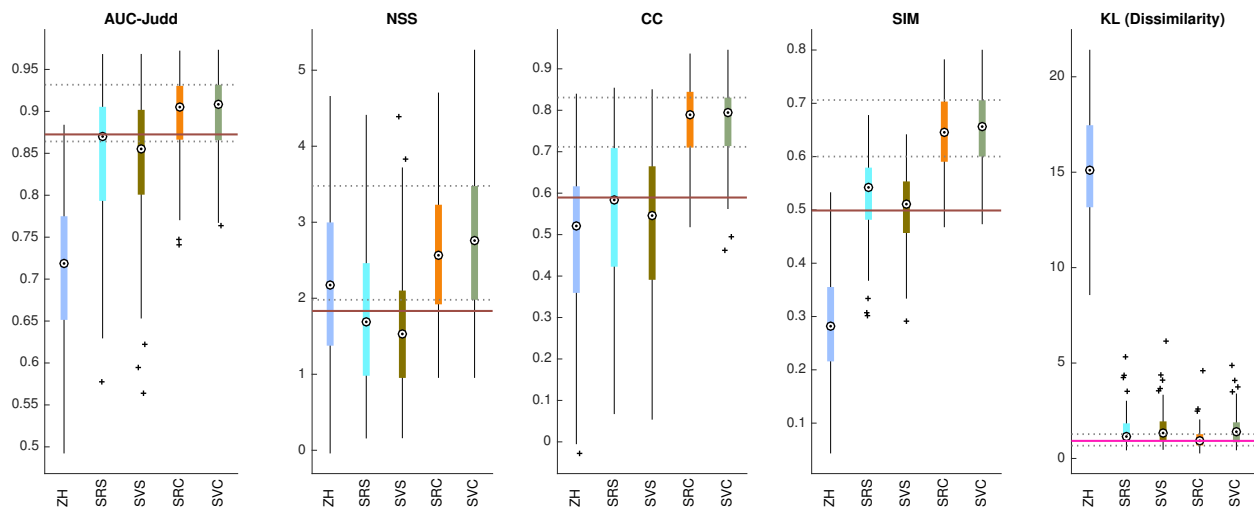 AUC-Judd
0.95
0.9
0.85
0.8
0.75
0.7
0.65
0.6
0.55
0.5
ZH
SRS
SVS
SRC
SVC
NSS
5
4
3
2
1
0
ZH
SRS
SVS
SRC
SVC
CC
0.9
0.8
0.7
0.6
0.5
0.4
0.3
0.2
0.1
0
ZH
SRS
SVS
SRC
SVC
SIM
0.8
0.7
0.6
0.5
0.4
0.3
0.2
0.1
ZH
SRS
SVS
SRC
SVC
KL (Dissimilarity)
20
15
10
5
0
ZH
SRS
SVS
SRC
SVC